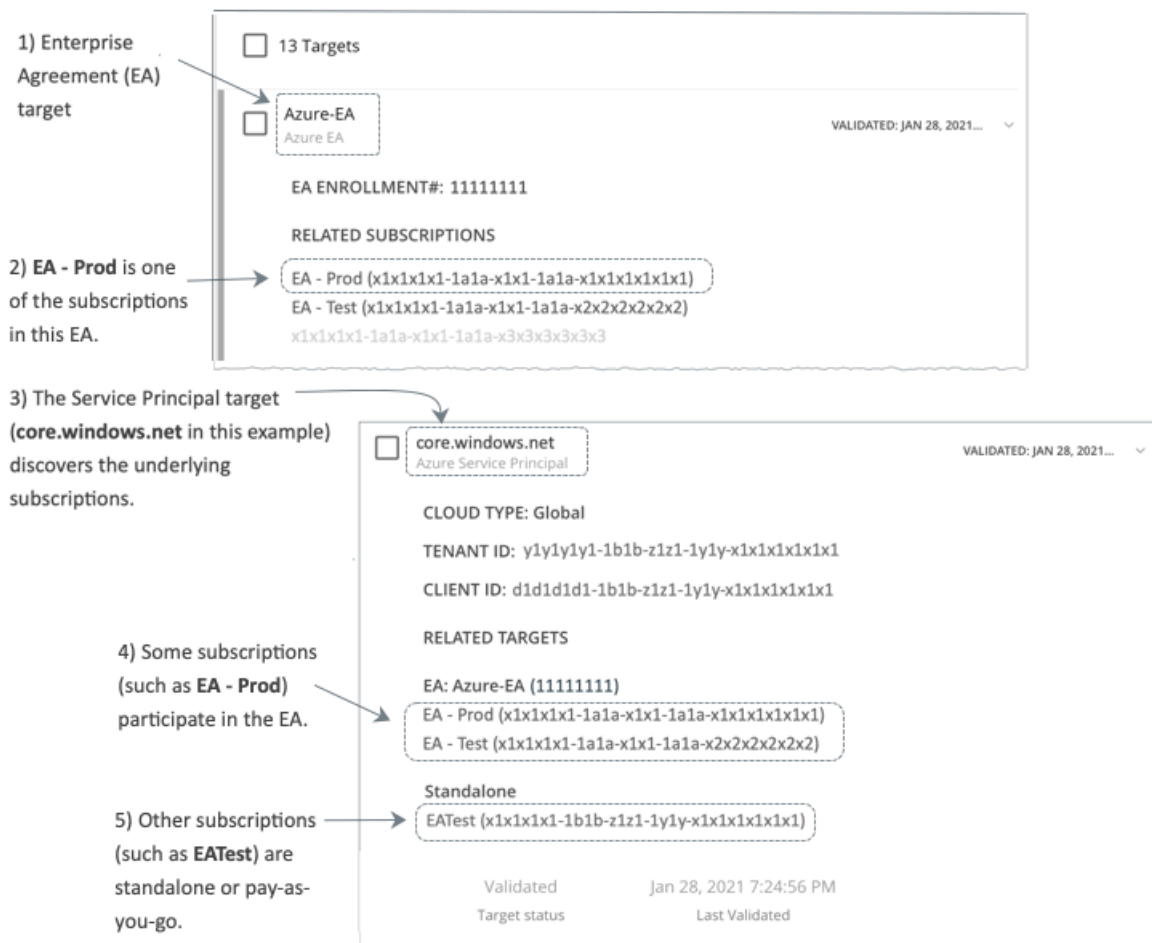 1) Enterprise
Agreement (EA)
target
13 Targets
Azure-EA
Azure EA
VALIDATED: JAN 28, 2021...
EA ENROLLMENT#: 11111111
RELATED SUBSCRIPTIONS
2) EA - Prod is one
of the subscriptions
in this EA.
EA - Prod (x1x1x1x1-1a1a-x1x1-1a1a-x1x1x1x1x1x1)
EA - Test (x1x1x1x1-1a1a-x1x1-1a1a-x2x2x2x2x2x2)
x1x1x1x1-1a1a-x1x1-1a1a-x3x3x3x3x3x3
3) The Service Principal target
(core.windows.net in this example)
discovers the underlying
subscriptions.
core.windows.net
Azure Service Principal
VALIDATED: JAN 28, 2021...
CLOUD TYPE: Global
TENANT ID: y1y1y1y1-1b1b-z1z1-1y1y-x1x1x1x1x1x1
CLIENT ID: d1d1d1d1-1b1b-z1z1-1y1y-x1x1x1x1x1x1
RELATED TARGETS
4) Some subscriptions
(such as EA - Prod)
participate in the EA.
EA: Azure-EA (11111111)
EA - Prod (x1x1x1x1-1a1a-x1x1-1a1a-x1x1x1x1x1x1)
EA - Test (x1x1x1x1-1a1a-x1x1-1a1a-x2x2x2x2x2x2)
Standalone
EATest (x1x1x1x1-1b1b-z1z1-1y1y-x1x1x1x1x1x1)
5) Other subscriptions
(such as EATest) are
standalone or pay-as-
you-go.
Validated
Target status
Jan 28, 2021 7:24:56 PM
Last Validated